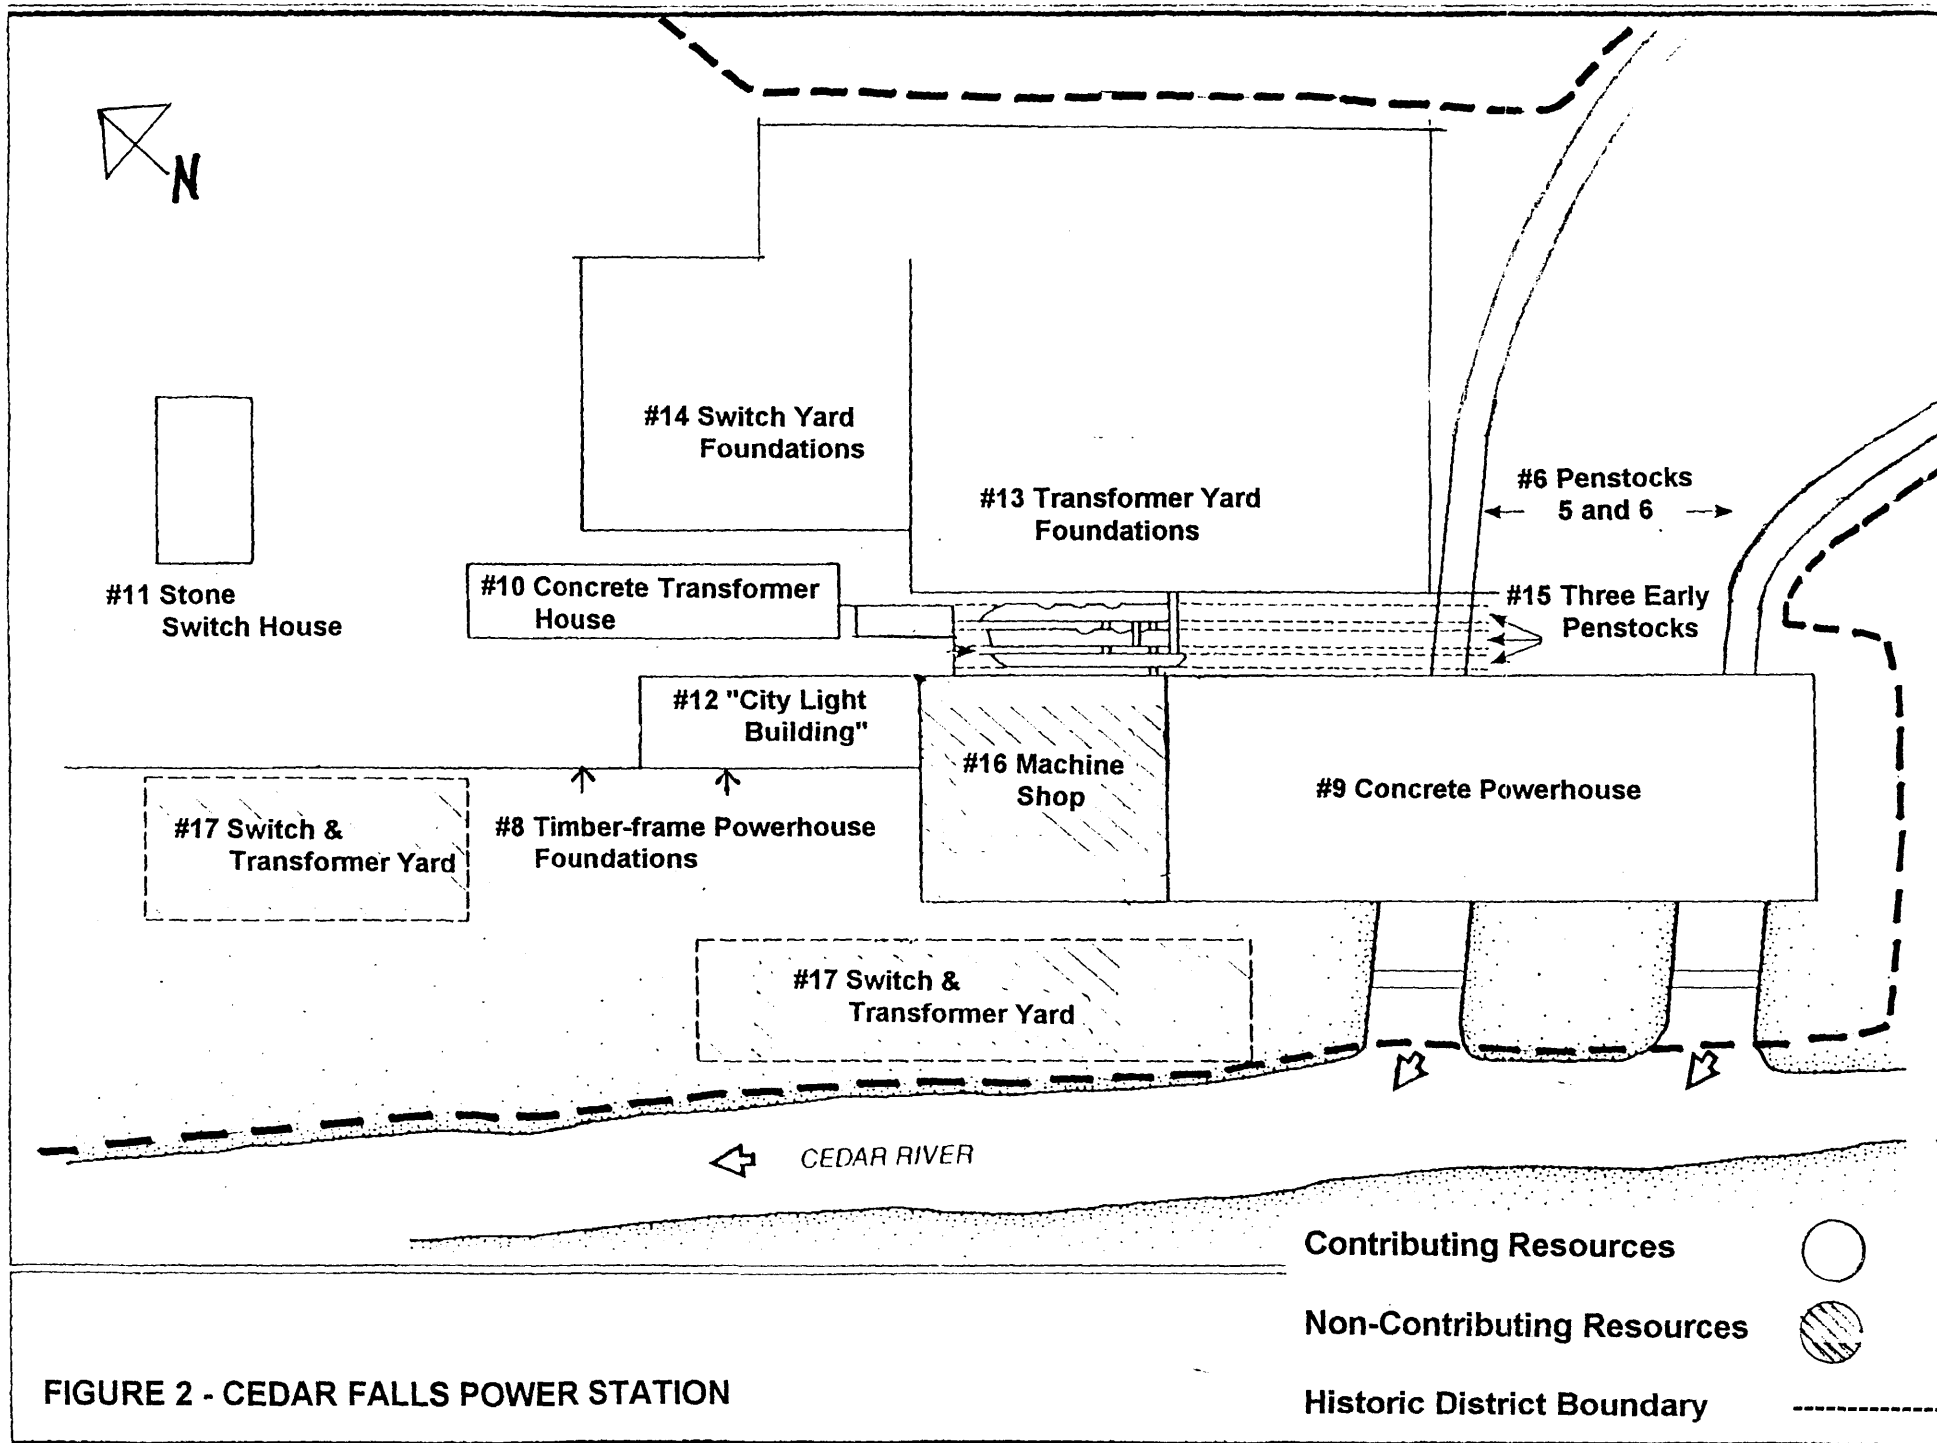 N
#14 Switch Yard
Foundations
#13 Transformer Yard
Foundations
#6 Penstocks
5 and 6
#11 Stone
Switch House
#10 Concrete Transformer
House
#15 Three Early
Penstocks
#12 "City Light
Building"
#16 Machine
Shop
#9 Concrete Powerhouse
#17 Switch &
Transformer Yard
#8 Timber-frame Powerhouse
Foundations
#17 Switch &
Transformer Yard
CEDAR RIVER
Contributing Resources
Non-Contributing Resources
Historic District Boundary
FIGURE 2 - CEDAR FALLS POWER STATION